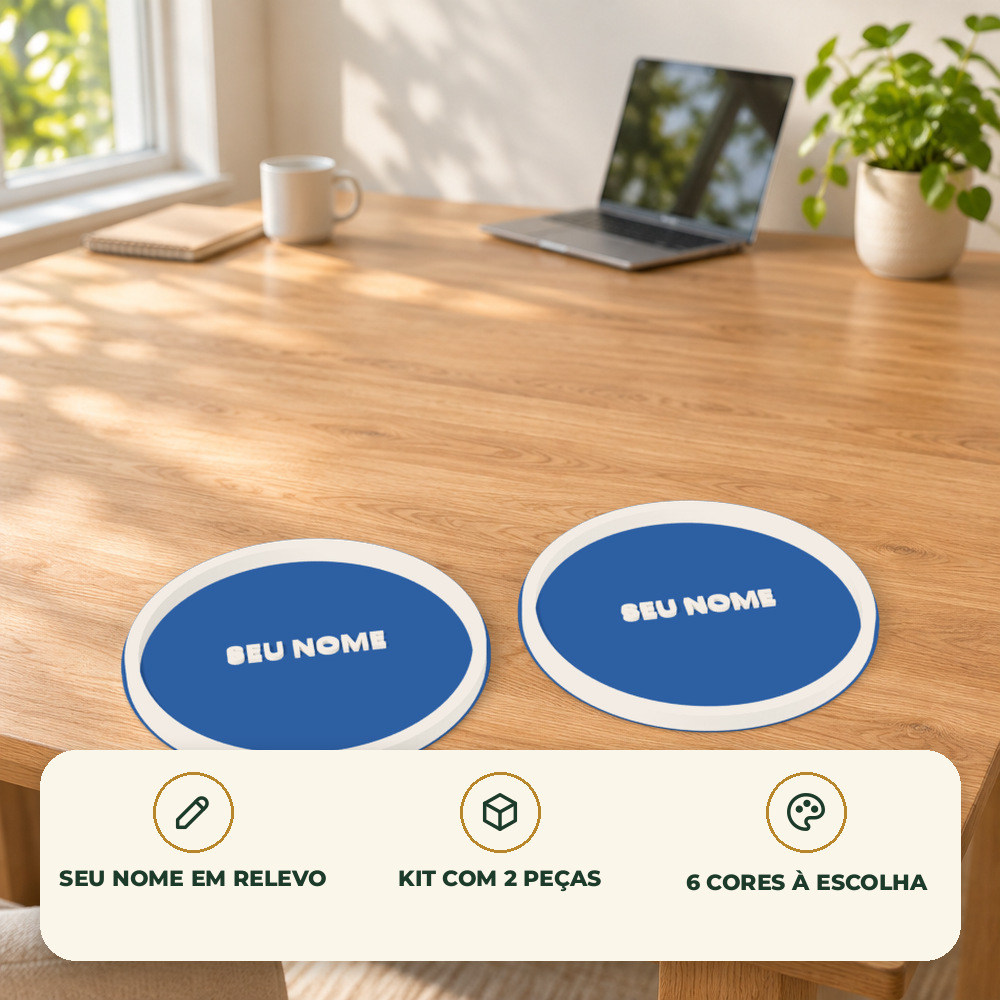 SEU NOME
SEU NOME
SEU NOME EM RELEVO
KIT COM 2 PEÇAS
6 CORES À ESCOLHA